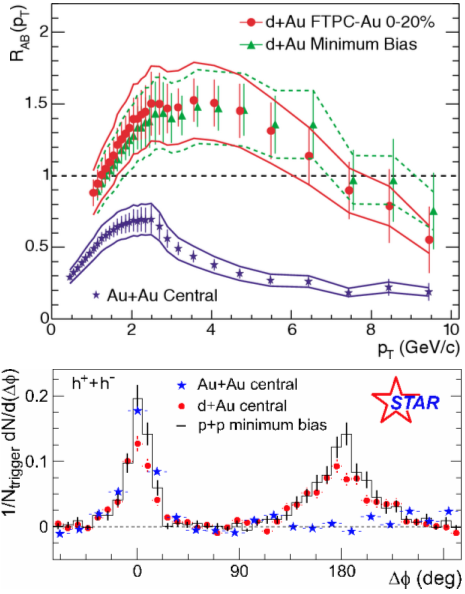 R_AB(p_T)
d+Au FTPC-Au 0-20%
d+Au Minimum Bias
2
1.5
1
0.5
0
Au+Au Central
0 2 4 6 8 10
p_T (GeV/c)
1/N_trigger dN/d(Δϕ)
h⁺+h⁻
Au+Au central
d+Au central
p+p minimum bias
STAR
0.2
0.1
0
0 90 180
Δϕ (deg)